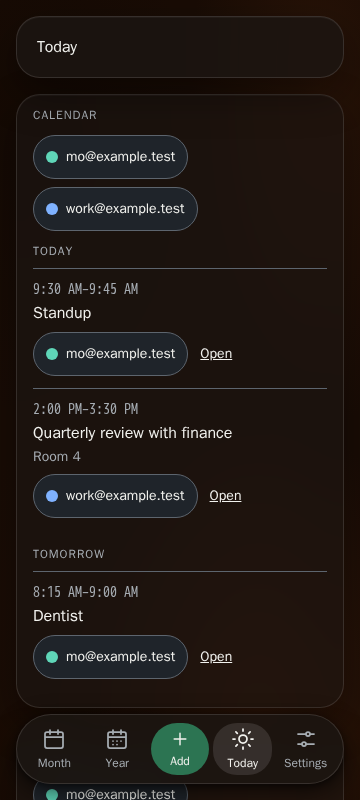 Today
CALENDAR
mo@example.test
work@example.test
TODAY
9:30 AM–9:45 AM
Standup
mo@example.test Open
2:00 PM–3:30 PM
Quarterly review with finance
Room 4
work@example.test Open
TOMORROW
8:15 AM–9:00 AM
Dentist
mo@example.test Open
Month Year Add Today Settings
mo@example.test